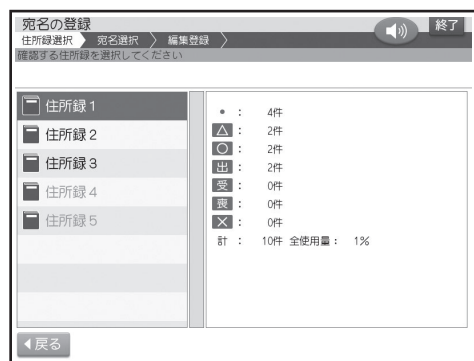 宛名の登録
終了
住所録選択 宛名選択 編集登録
確認する住所録を選択してください
住所録 1
住所録 2
住所録 3
住所録 4
住所録 5
• : 4件
△ : 2件
○ : 2件
出 : 2件
受 : 0件
喪 : 0件
× : 0件
計 : 10件 全使用量: 1%
◀戻る